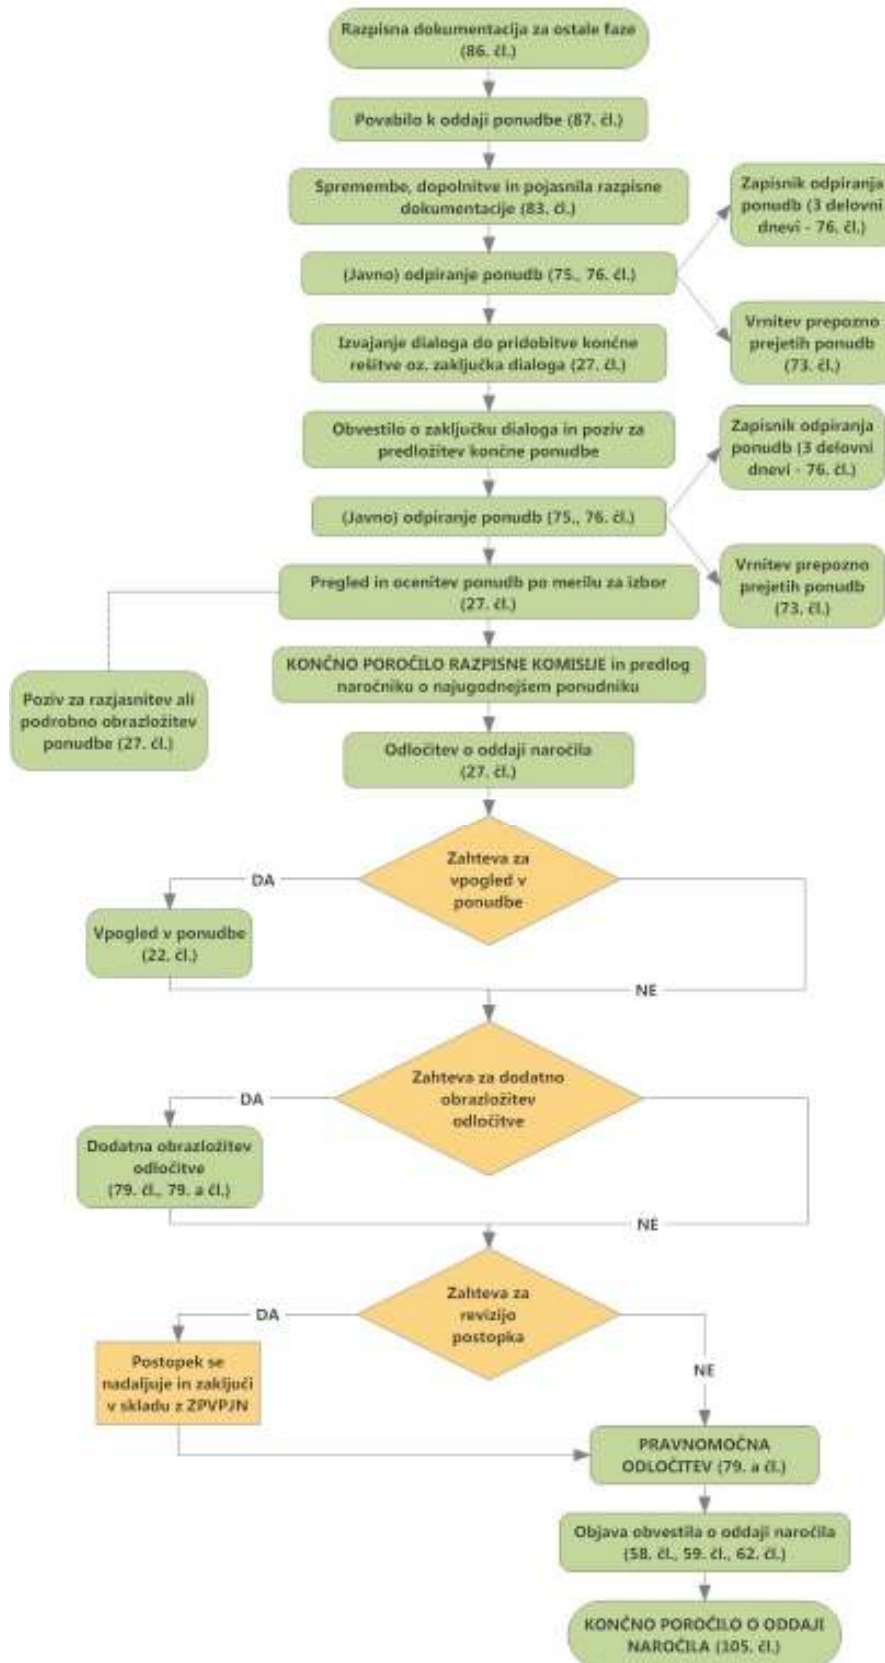 Razpisna dokumentacija za ostale faze
(86. čl.)
Povabilo k oddaji ponudbe (87. čl.)
Spremembe, dopolnitve in pojasnila razpisne
dokumentacije (83. čl.)
Zapisnik odpiranja
ponudb (3 delovni
dnevi - 76. čl.)
(Javno) odpiranje ponudb (75., 76. čl.)
Vrnitev prepozno
prejetih ponudb
(73. čl.)
Izvajanje dialoga do pridobitve končne
rešitve oz. zaključka dialoga (27. čl.)
Obvestilo o zaključku dialoga in poziv za
predložitev končne ponudbe
Zapisnik odpiranja
ponudb (3 delovni
dnevi - 76. čl.)
(Javno) odpiranje ponudb (75., 76. čl.)
Vrnitev prepozno
prejetih ponudb
(73. čl.)
Pregled in ocenitev ponudb po merilu za izbor
(27. čl.)
KONČNO POROČILO RAZPISNE KOMISIJE in predlog
naročniku o najugodnejšem ponudniku
Poziv za razjasnitev ali
podrobno obrazložitev
ponudbe (27. čl.)
Odločitev o oddaji naročila
(27. čl.)
Zahteva za
vpogled v
ponudbe
DA
Vpogled v ponudbe
(22. čl.)
NE
Zahteva za dodatno
obrazložitev
odločitve
DA
Dodatna obrazložitev
odločitve
(79. čl., 79. a čl.)
NE
Zahteva za
revizijo
postopka
DA
Postopek se
nadaljuje in zaključi
v skladu z ZPVPJN
NE
PRAVNOMOČNA
ODLOČITEV (79. a čl.)
Objava obvestila o oddaji naročila
(58. čl., 59. čl., 62. čl.)
KONČNO POROČILO O ODDAJI
NAROČILA (105. čl.)